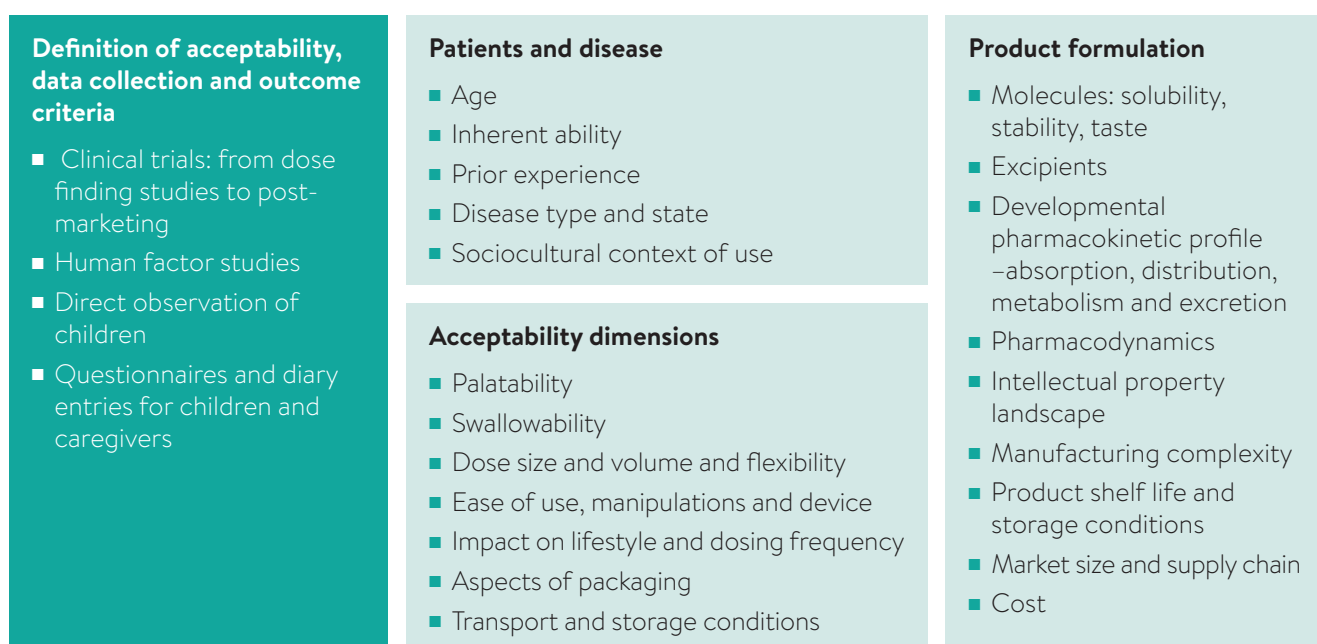 Definition of acceptability,
data collection and outcome
criteria
■ Clinical trials: from dose
finding studies to post-
marketing
■ Human factor studies
■ Direct observation of
children
■ Questionnaires and diary
entries for children and
caregivers
Patients and disease
■ Age
■ Inherent ability
■ Prior experience
■ Disease type and state
■ Sociocultural context of use
Acceptability dimensions
■ Palatability
■ Swallowability
■ Dose size and volume and flexibility
■ Ease of use, manipulations and device
■ Impact on lifestyle and dosing frequency
■ Aspects of packaging
■ Transport and storage conditions
Product formulation
■ Molecules: solubility,
stability, taste
■ Excipients
■ Developmental
pharmacokinetic profile
–absorption, distribution,
metabolism and excretion
■ Pharmacodynamics
■ Intellectual property
landscape
■ Manufacturing complexity
■ Product shelf life and
storage conditions
■ Market size and supply chain
■ Cost